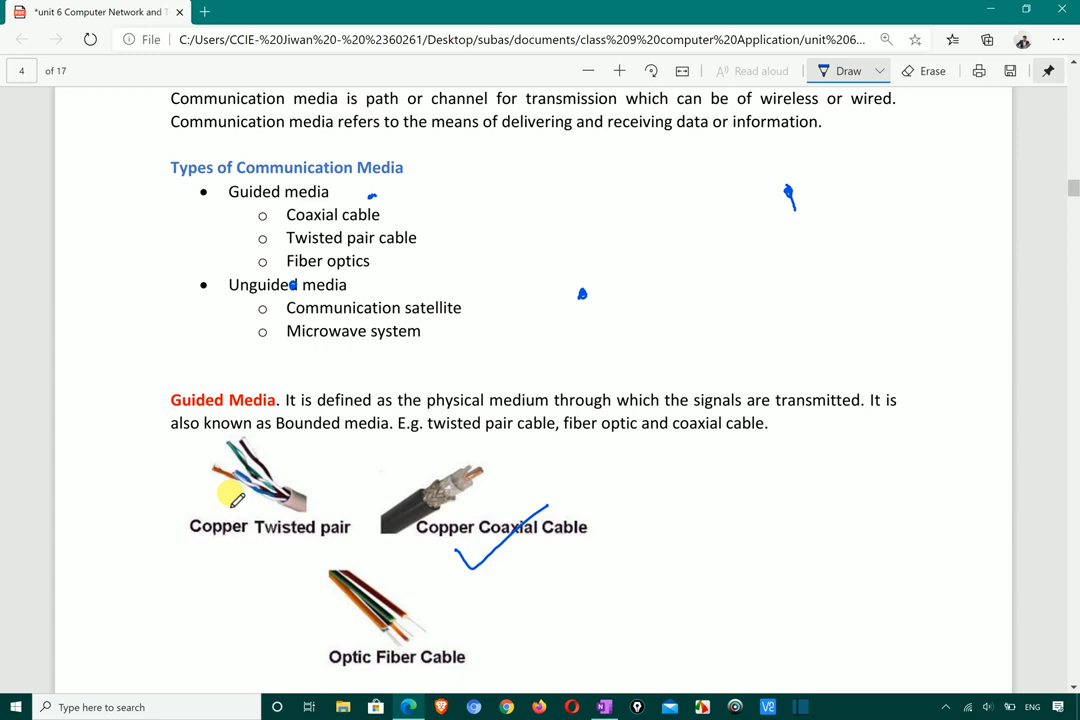 *unit 6 Computer Network and T
File
C:/Users/CCIE-%20Jiwan%20-%20%2360261/Desktop/subas/documents/class%209%20computer%20Application/unit%206...
4 of 17
Read aloud
Draw
Erase
Communication media is path or channel for transmission which can be of wireless or wired.
Communication media refers to the means of delivering and receiving data or information.
Types of Communication Media
• Guided media
o Coaxial cable
o Twisted pair cable
o Fiber optics
• Unguided media
o Communication satellite
o Microwave system
Guided Media. It is defined as the physical medium through which the signals are transmitted. It is
also known as Bounded media. E.g. twisted pair cable, fiber optic and coaxial cable.
Copper Twisted pair
Copper Coaxial Cable
Optic Fiber Cable
Type here to search
ENG